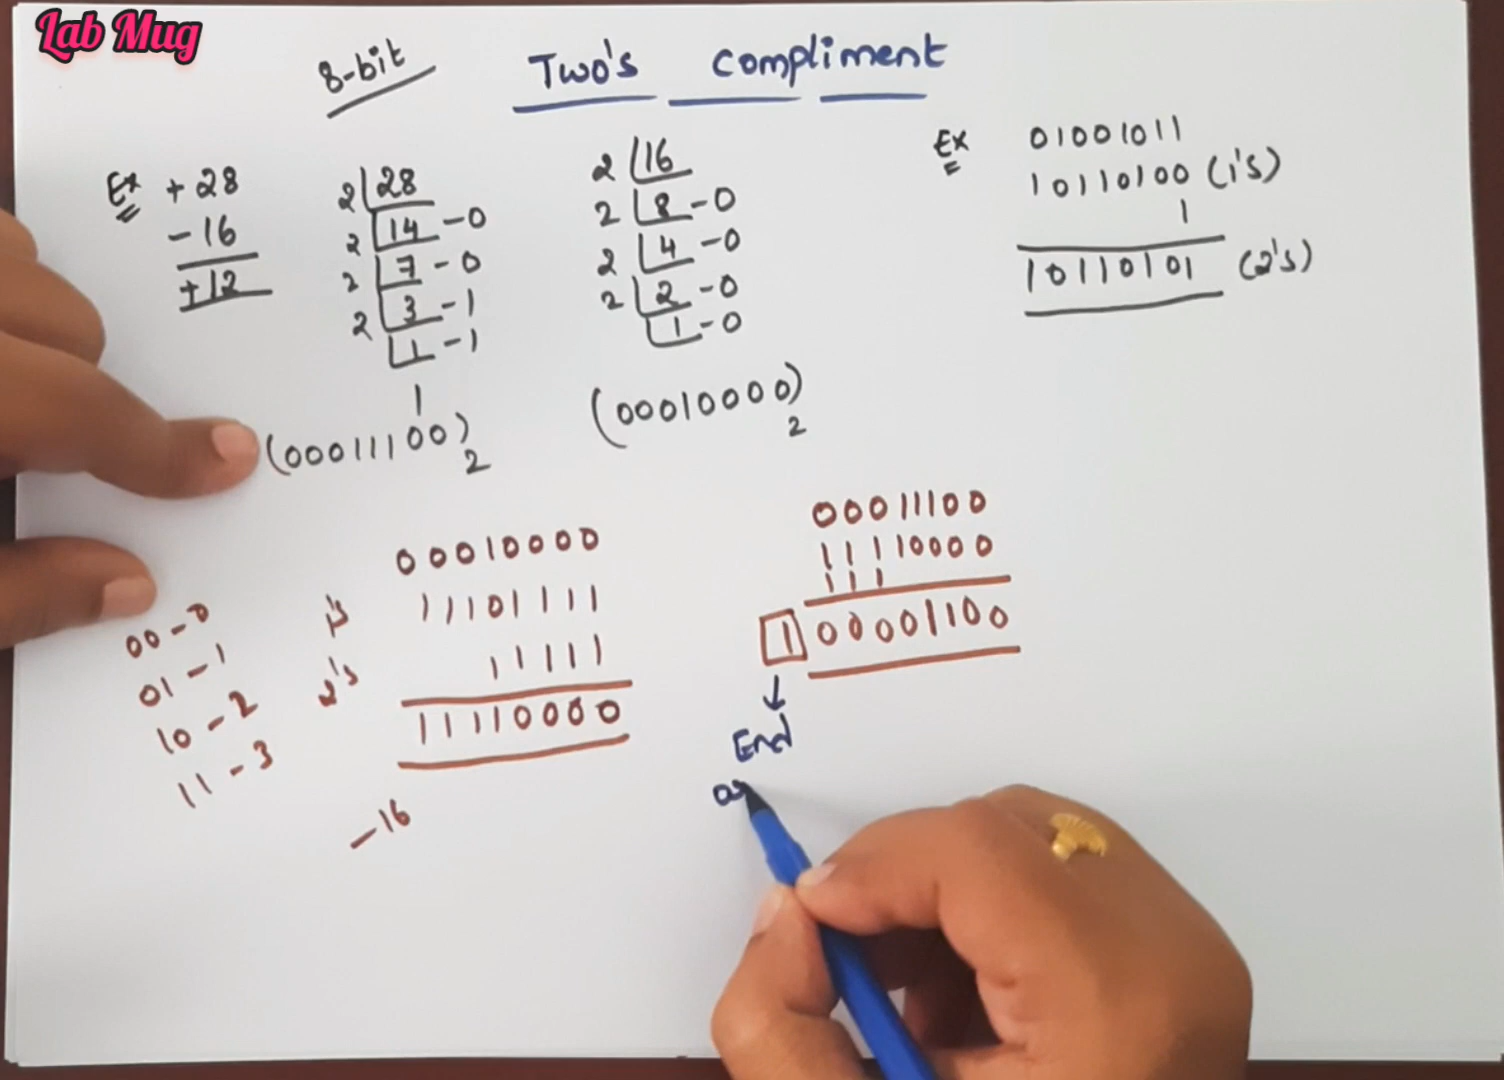 Lab Mug
8-bit Two's compliment
Ex +28
-16
+12
2 28
2 14 - 0
2 7 - 0
2 3 - 1
1 - 1
1
(00011100)2
2 16
2 8 - 0
2 4 - 0
2 2 - 0
1 - 0
(00010000)2
Ex 01001011
10110100 (1's)
1
10110101 (2's)
00 - 0
01 - 1
10 - 2
11 - 3
00010000
1's 11101111
2's 11111
11110000
-16
00011100
11110000
111
1 00001100
↓
End